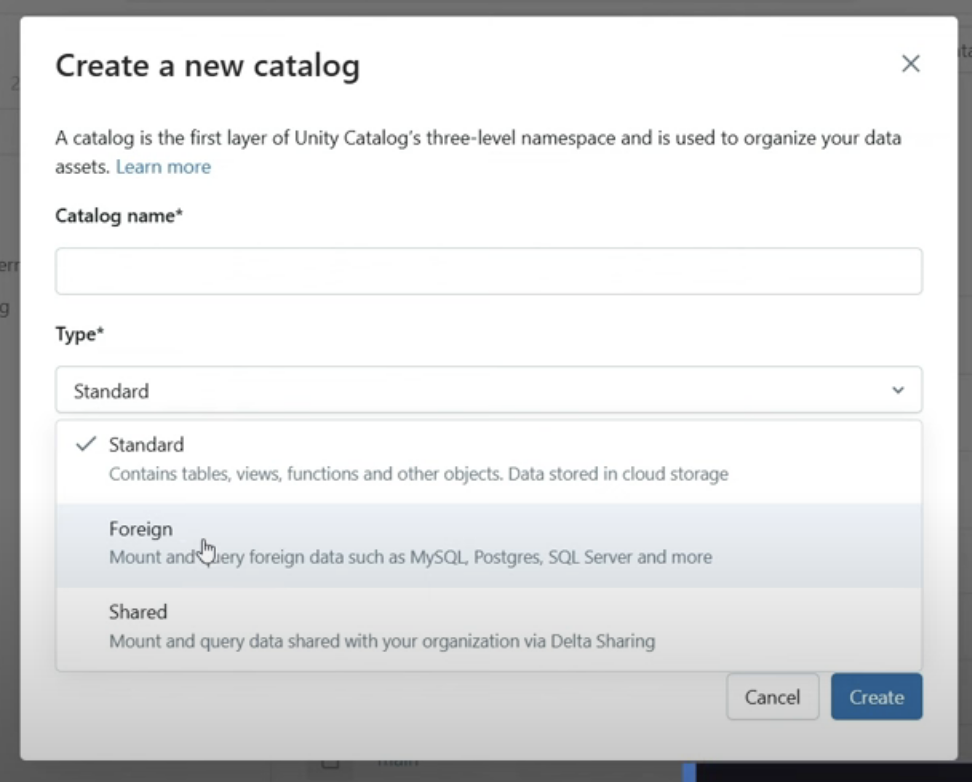 Create a new catalog
A catalog is the first layer of Unity Catalog's three-level namespace and is used to organize your data
assets. Learn more
Catalog name*
Type*
Standard
Standard
Contains tables, views, functions and other objects. Data stored in cloud storage
Foreign
Mount and query foreign data such as MySQL, Postgres, SQL Server and more
Shared
Mount and query data shared with your organization via Delta Sharing
Cancel
Create
main